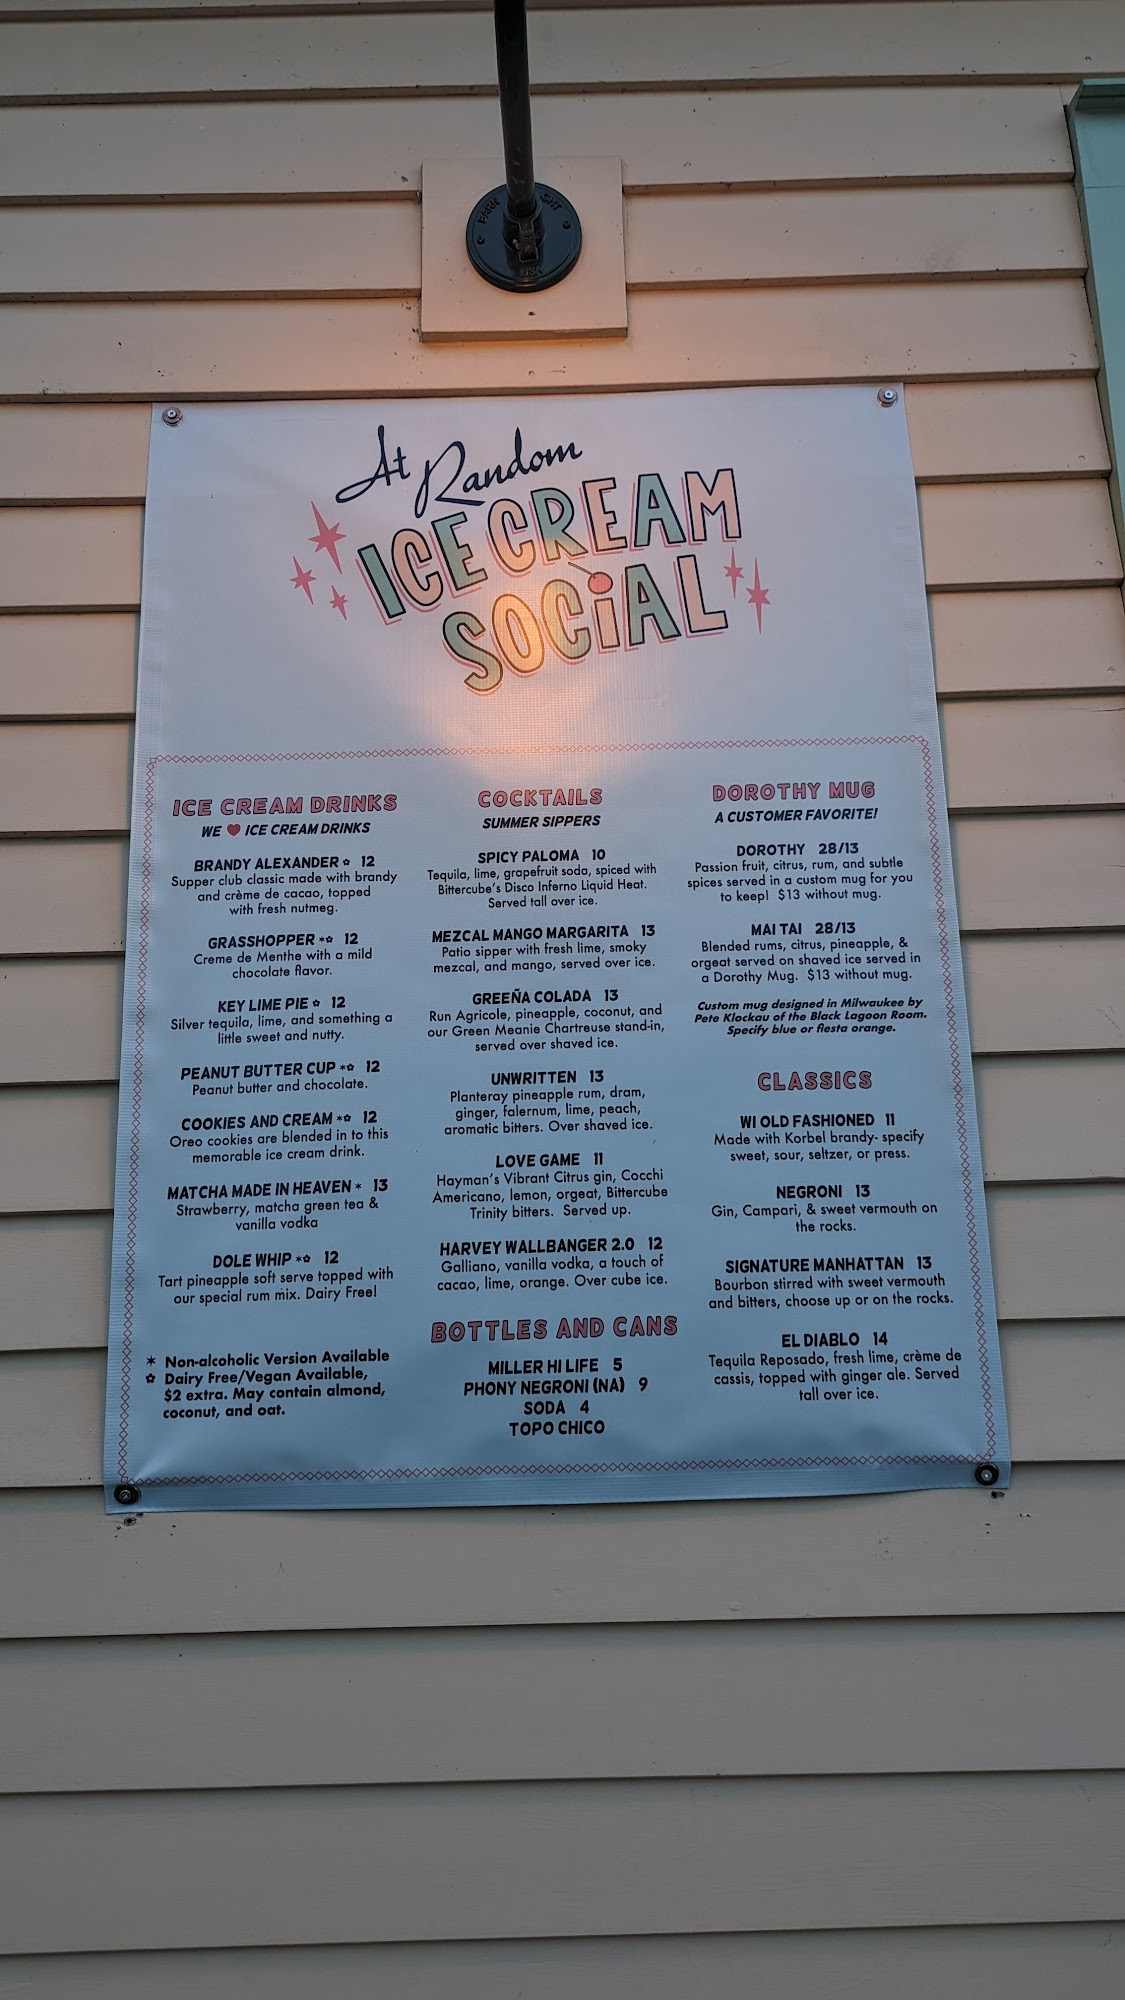 At Random
ICE CREAM
SOCiAL
ICE CREAM DRINKS
WE ♥ ICE CREAM DRINKS
BRANDY ALEXANDER ✿ 12
Supper club classic made with brandy
and crème de cacao, topped
with fresh nutmeg.
GRASSHOPPER *✿ 12
Creme de Menthe with a mild
chocolate flavor.
KEY LIME PIE ✿ 12
Silver tequila, lime, and something a
little sweet and nutty.
PEANUT BUTTER CUP *✿ 12
Peanut butter and chocolate.
COOKIES AND CREAM *✿ 12
Oreo cookies are blended in to this
memorable ice cream drink.
MATCHA MADE IN HEAVEN * 13
Strawberry, matcha green tea &
vanilla vodka
DOLE WHIP *✿ 12
Tart pineapple soft serve topped with
our special rum mix. Dairy Free!
* Non-alcoholic Version Available
✿ Dairy Free/Vegan Available,
$2 extra. May contain almond,
coconut, and oat.
COCKTAILS
SUMMER SIPPERS
SPICY PALOMA 10
Tequila, lime, grapefruit soda, spiced with
Bittercube's Disco Inferno Liquid Heat.
Served tall over ice.
MEZCAL MANGO MARGARITA 13
Patio sipper with fresh lime, smoky
mezcal, and mango, served over ice.
GREEÑA COLADA 13
Run Agricole, pineapple, coconut, and
our Green Meanie Chartreuse stand-in,
served over shaved ice.
UNWRITTEN 13
Planteray pineapple rum, dram,
ginger, falernum, lime, peach,
aromatic bitters. Over shaved ice.
LOVE GAME 11
Hayman's Vibrant Citrus gin, Cocchi
Americano, lemon, orgeat, Bittercube
Trinity bitters. Served up.
HARVEY WALLBANGER 2.0 12
Galliano, vanilla vodka, a touch of
cacao, lime, orange. Over cube ice.
BOTTLES AND CANS
MILLER HI LIFE 5
PHONY NEGRONI (NA) 9
SODA 4
TOPO CHICO
DOROTHY MUG
A CUSTOMER FAVORITE!
DOROTHY 28/13
Passion fruit, citrus, rum, and subtle
spices served in a custom mug for you
to keep! $13 without mug.
MAI TAI 28/13
Blended rums, citrus, pineapple, &
orgeat served on shaved ice served in
a Dorothy Mug. $13 without mug.
Custom mug designed in Milwaukee by
Pete Klockau of the Black Lagoon Room.
Specify blue or fiesta orange.
CLASSICS
WI OLD FASHIONED 11
Made with Korbel brandy- specify
sweet, sour, seltzer, or press.
NEGRONI 13
Gin, Campari, & sweet vermouth on
the rocks.
SIGNATURE MANHATTAN 13
Bourbon stirred with sweet vermouth
and bitters, choose up or on the rocks.
EL DIABLO 14
Tequila Reposado, fresh lime, crème de
cassis, topped with ginger ale. Served
tall over ice.